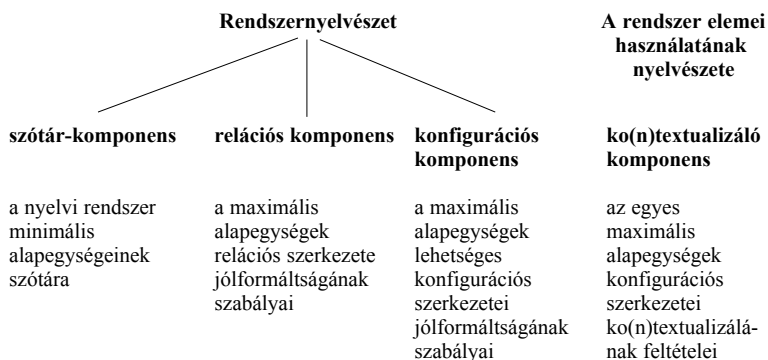 Rendszernyelvészet
A rendszer elemei
használatának
nyelvészete
szótár-komponens
relációs komponens
konfigurációs
komponens
ko(n)textualizáló
komponens
a nyelvi rendszer
minimális
alapegységeinek
szótára
a maximális
alapegységek
relációs szerkezete
jólformáltságának
szabályai
a maximális
alapegységek
lehetséges
konfigurációs
szerkezetei
jólformáltságának
szabályai
az egyes
maximális
alapegységek
konfigurációs
szerkezetei
ko(n)textualizálá-
nak feltételei